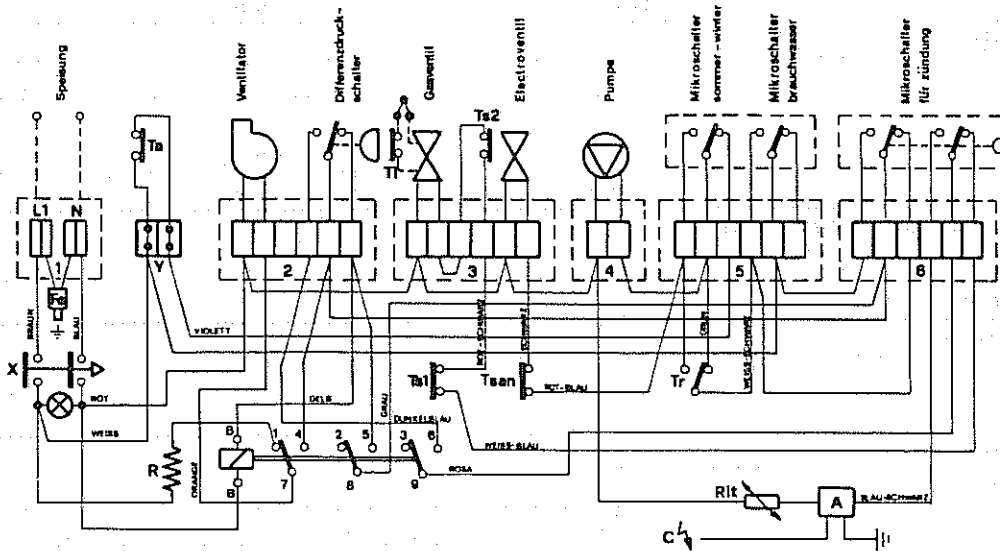 Speisung
Ventilator
Differenzdruck-
schalter
Gasventil
Electroventil
Pumpe
Mikroschalter
sommer-winter
Mikroschalter
brauchwasser
Mikroschalter
für zündung
Ta
Ts2
L1 N
1
Y
2
3
4
5
6
BRAUN
BLAU
VIOLETT
ROT-SCHWARZ
SCHWARZ
WEISS-SCHWARZ
X
Ts1
Tsan
ROT-BLAU
Tr
ROT
GELB
GRAU
DUNKELBLAU
WEISS
WEISS-BLAU
B
1 4 2 5 3 6
R
ORANGE
ROSA
B
7 8 9
Rlt
A
BLAU-SCHWARZ
C